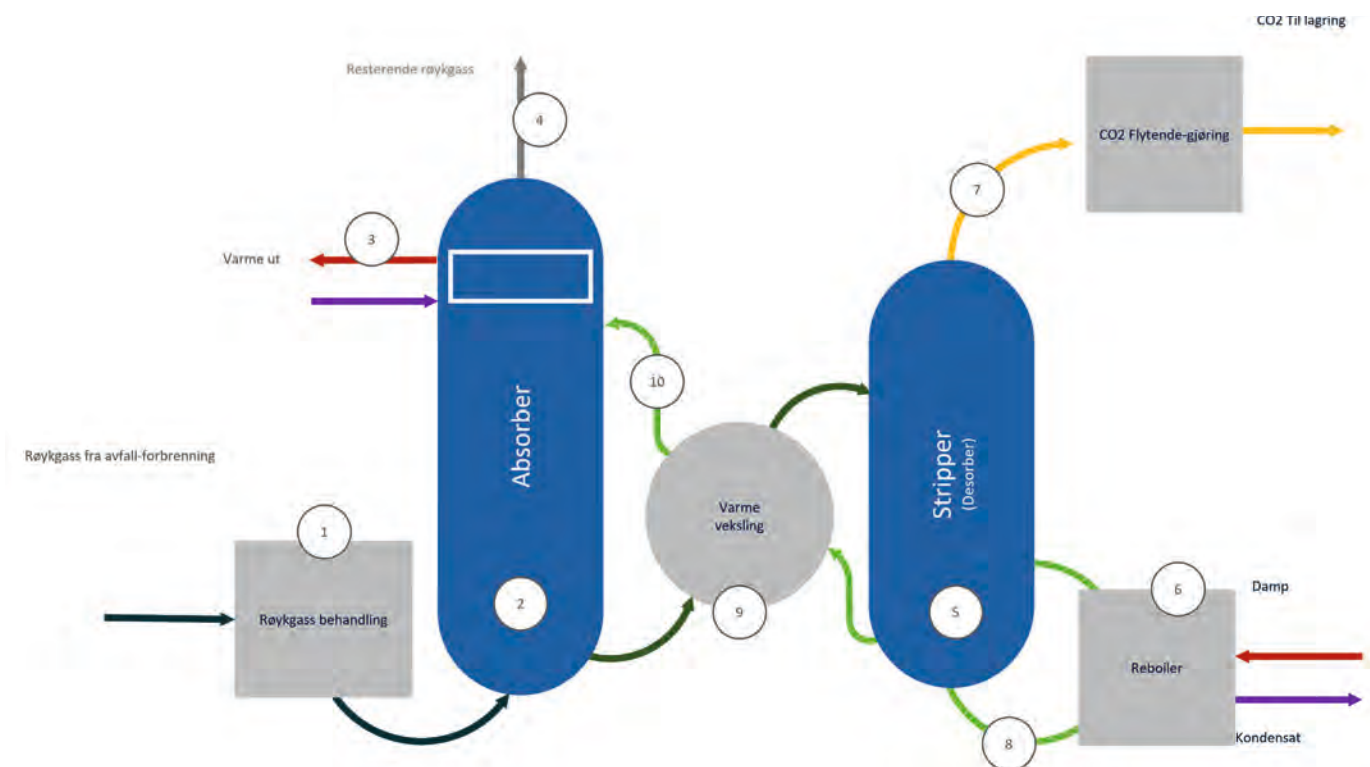 CO2 Til lagring
Resterende røykgass
4
CO2 Flytende-gjøring
7
3
Varme ut
10
Absorber
Stripper
(Desorber)
Røykgass fra avfall-forbrenning
Varme
veksling
1
2
9
5
6
Damp
Røykgass behandling
Reboiler
8
Kondensat